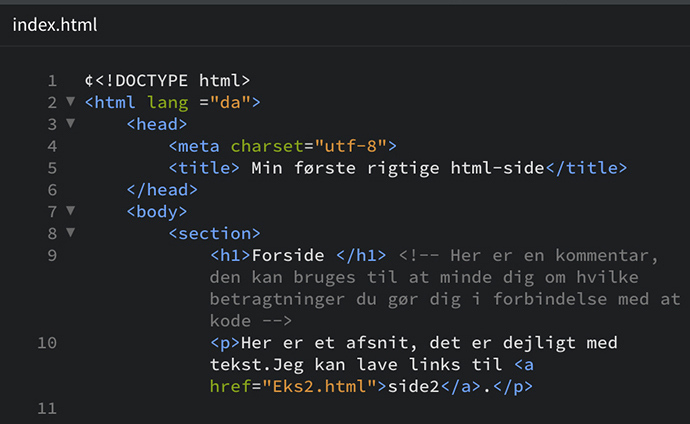 index.html
1 ¢<!DOCTYPE html>
2 ▼ <html lang ="da">
3 ▼ <head>
4 <meta charset="utf-8">
5 <title> Min første rigtige html-side</title>
6 </head>
7 ▼ <body>
8 ▼ <section>
9 <h1>Forside </h1> <!-- Her er en kommentar,
den kan bruges til at minde dig om hvilke
betragtninger du gør dig i forbindelse med at
kode -->
10 <p>Her er et afsnit, det er dejligt med
tekst.Jeg kan lave links til <a
href="Eks2.html">side2</a>.</p>
11